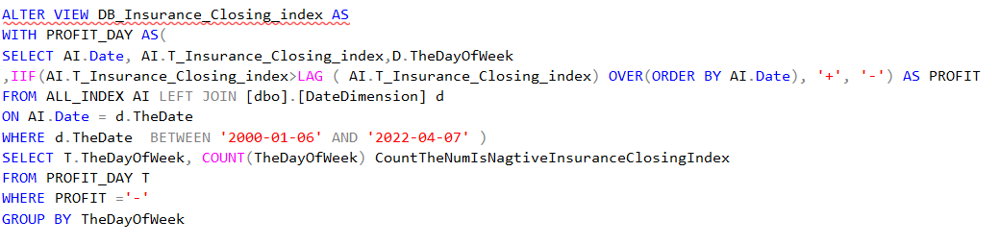 ALTER VIEW DB_Insurance_Closing_index AS
WITH PROFIT_DAY AS(
SELECT AI.Date, AI.T_Insurance_Closing_index,D.TheDayOfWeek
,IIF(AI.T_Insurance_Closing_index>LAG ( AI.T_Insurance_Closing_index) OVER(ORDER BY AI.Date), '+', '-') AS PROFIT
FROM ALL_INDEX AI LEFT JOIN [dbo].[DateDimension] d
ON AI.Date = d.TheDate
WHERE d.TheDate  BETWEEN '2000-01-06' AND '2022-04-07' )
SELECT T.TheDayOfWeek, COUNT(TheDayOfWeek) CountTheNumIsNagtiveInsuranceClosingIndex
FROM PROFIT_DAY T
WHERE PROFIT ='-'
GROUP BY TheDayOfWeek